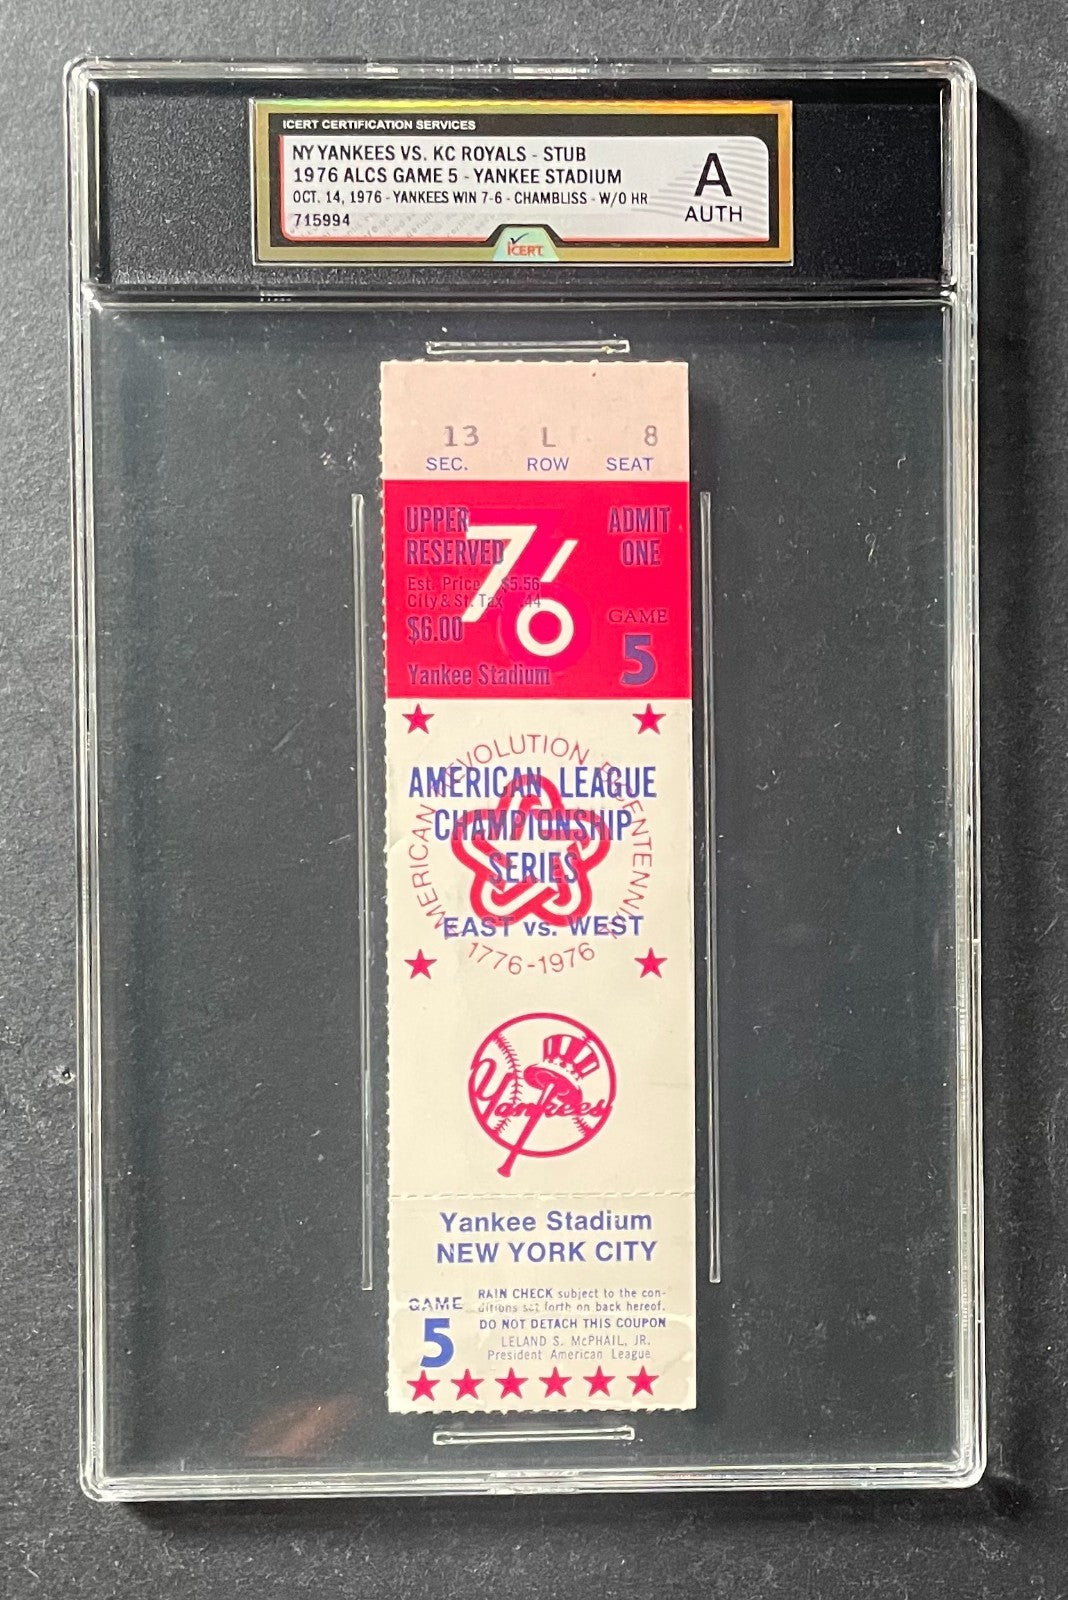 ICERT CERTIFICATION SERVICES
NY YANKEES VS. KC ROYALS - STUB
1976 ALCS GAME 5 - YANKEE STADIUM
OCT. 14, 1976 - YANKEES WIN 7-6 - CHAMBLISS - W/O HR
715994
A
AUTH
ICERT
13 L 8
SEC. ROW SEAT
UPPER
RESERVED
Est. Price $5.56
City & St. Tax .44
$6.00
Yankee Stadium
76
ADMIT
ONE
GAME
5
AMERICAN REVOLUTION BICENTENNIAL
1776-1976
AMERICAN LEAGUE
CHAMPIONSHIP
SERIES
EAST vs. WEST
Yankees
Yankee Stadium
NEW YORK CITY
GAME
5
RAIN CHECK subject to the con-
ditions set forth on back hereof.
DO NOT DETACH THIS COUPON
LELAND S. McPHAIL, JR.
President American League